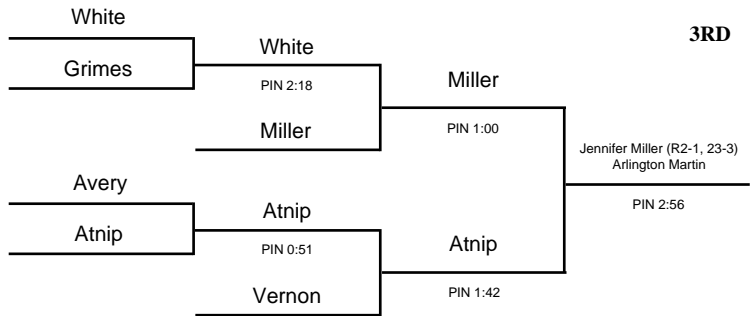 White
3RD
White
Grimes
PIN 2:18
Miller
Miller
PIN 1:00
Jennifer Miller (R2-1, 23-3)
Arlington Martin
PIN 2:56
Avery
Atnip
Atnip
PIN 0:51
Atnip
Vernon
PIN 1:42